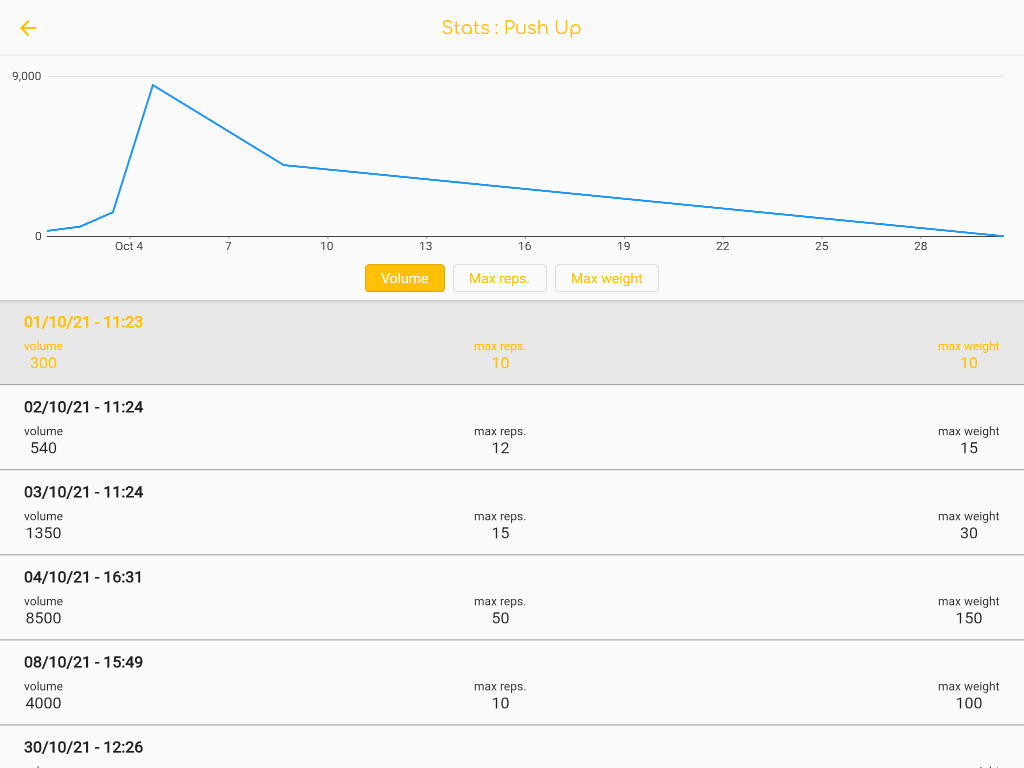 Stats : Push Up
9,000
0
Oct 4 7 10 13 16 19 22 25 28
Volume Max reps. Max weight
01/10/21 - 11:23
volume max reps. max weight
300 10 10
02/10/21 - 11:24
volume max reps. max weight
540 12 15
03/10/21 - 11:24
volume max reps. max weight
1350 15 30
04/10/21 - 16:31
volume max reps. max weight
8500 50 150
08/10/21 - 15:49
volume max reps. max weight
4000 10 100
30/10/21 - 12:26